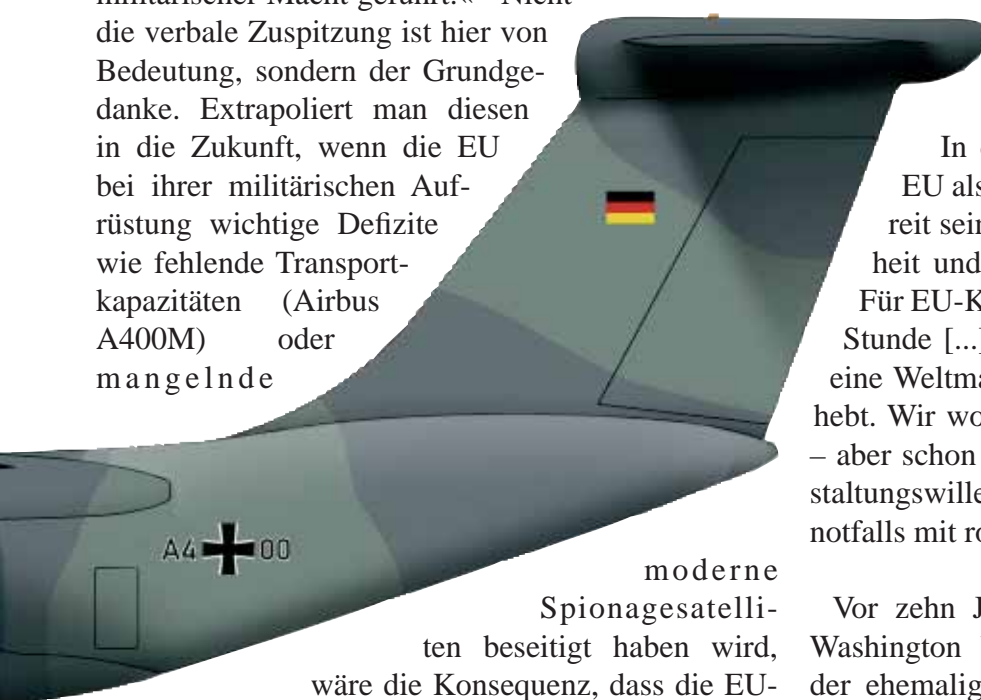 die verbale Zuspitzung ist hier von
Bedeutung, sondern der Grundge-
danke. Extrapoliert man diesen
in die Zukunft, wenn die EU
bei ihrer militärischen Auf-
rüstung wichtige Defizite
wie fehlende Transport-
kapazitäten (Airbus
A400M) oder
mangelnde
A4 00
moderne
Spionagesatelli-
ten beseitigt haben wird,
wäre die Konsequenz, dass die EU-
In
EU als
reit sein
heit und
Für EU-K
Stunde [...]
eine Weltma
hebt. Wir wo
– aber schon
staltungswille
notfalls mit ro
Vor zehn J
Washington
der ehemalig